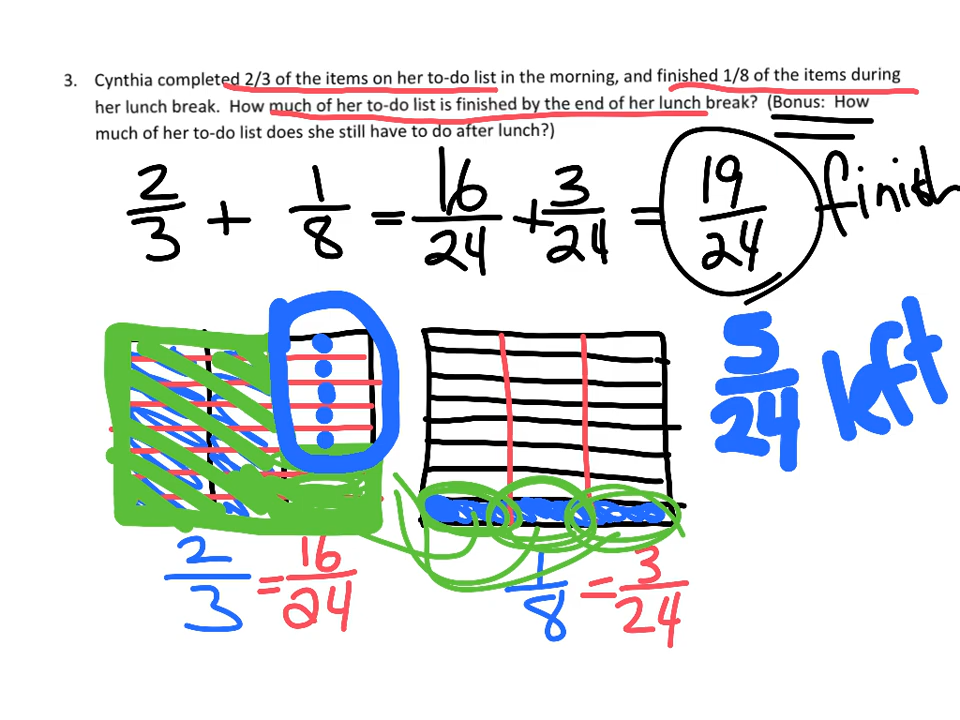 3. Cynthia completed 2/3 of the items on her to-do list in the morning, and finished 1/8 of the items during
her lunch break. How much of her to-do list is finished by the end of her lunch break? (Bonus: How
much of her to-do list does she still have to do after lunch?)
2/3 + 1/8 = 16/24 + 3/24 = 19/24 finish
5/24 left
2/3 = 16/24
1/8 = 3/24